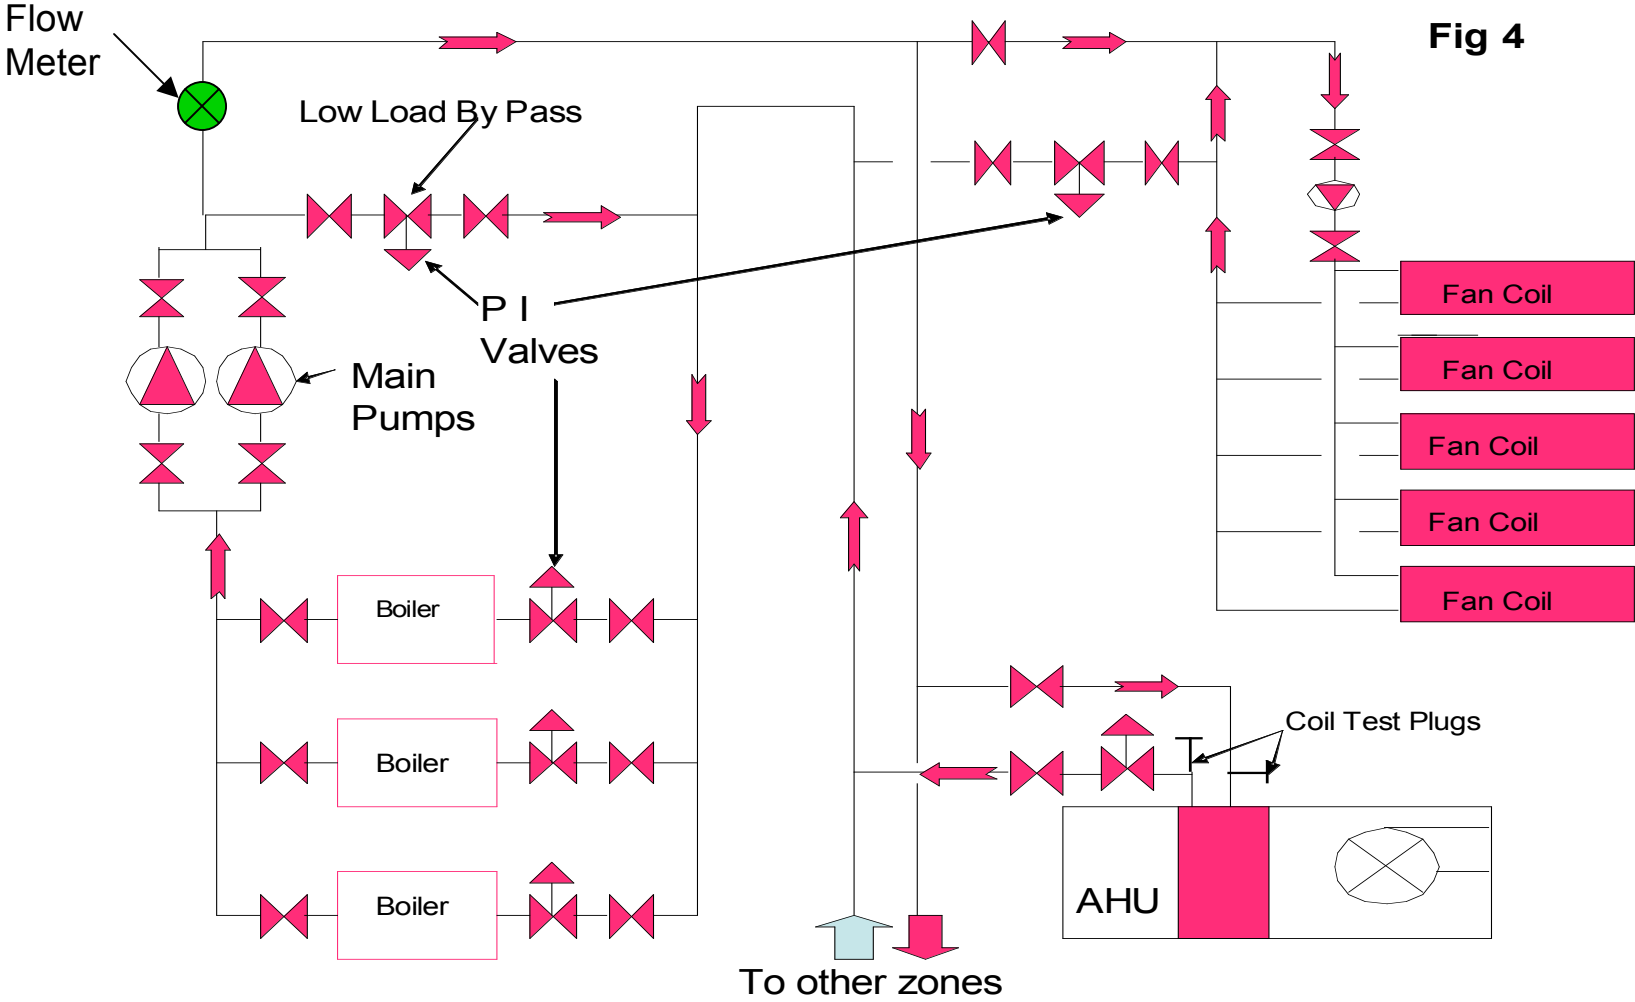 Flow
Meter
Fig 4
Low Load By Pass
P I
Valves
Main
Pumps
Fan Coil
Fan Coil
Fan Coil
Fan Coil
Fan Coil
Boiler
Boiler
Boiler
Coil Test Plugs
AHU
To other zones